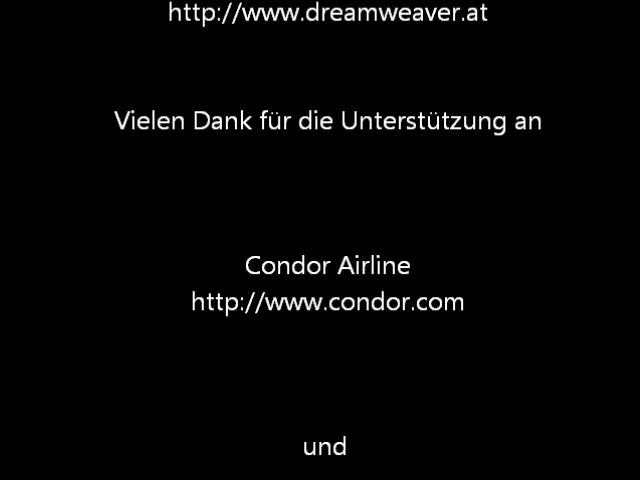 http://www.dreamweaver.at
Vielen Dank für die Unterstützung an
Condor Airline
http://www.condor.com
und